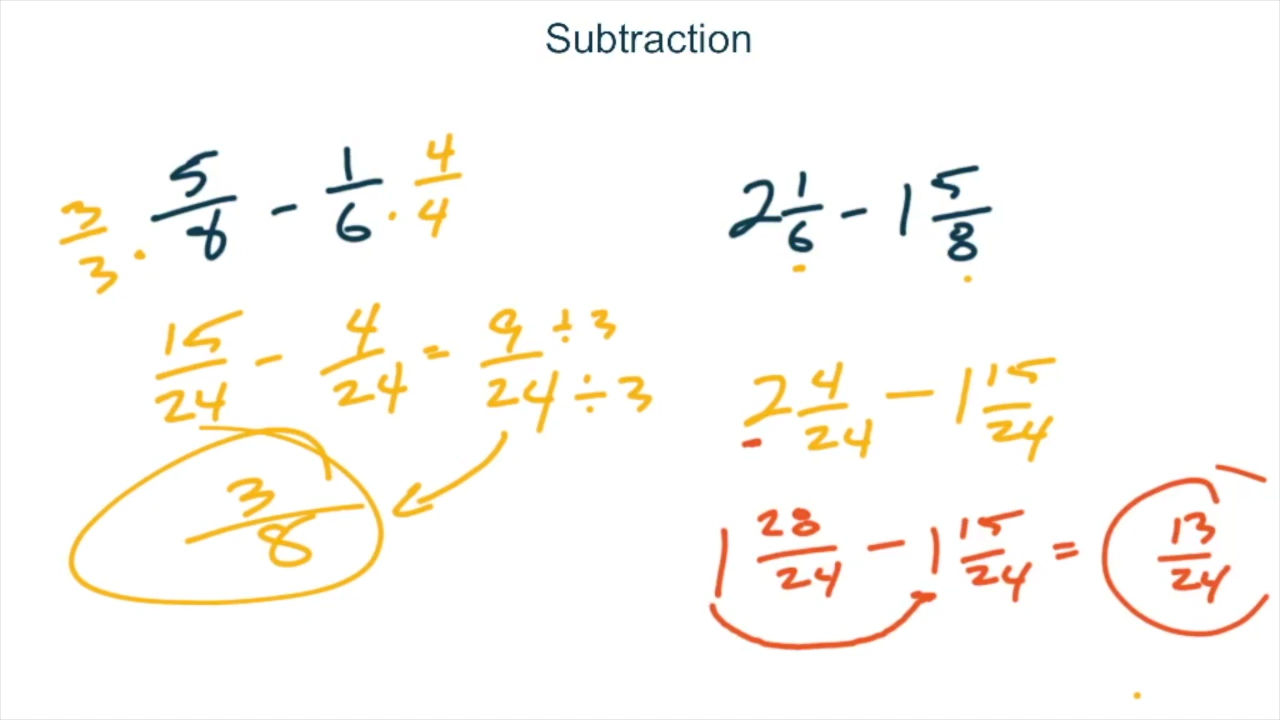 Subtraction
3/3 · 5/8 - 1/6 · 4/4
15/24 - 4/24 = 9/24 ÷3 ÷3
3/8
2 1/6 - 1 5/8
2 4/24 - 1 15/24
1 28/24 - 1 15/24 = 13/24